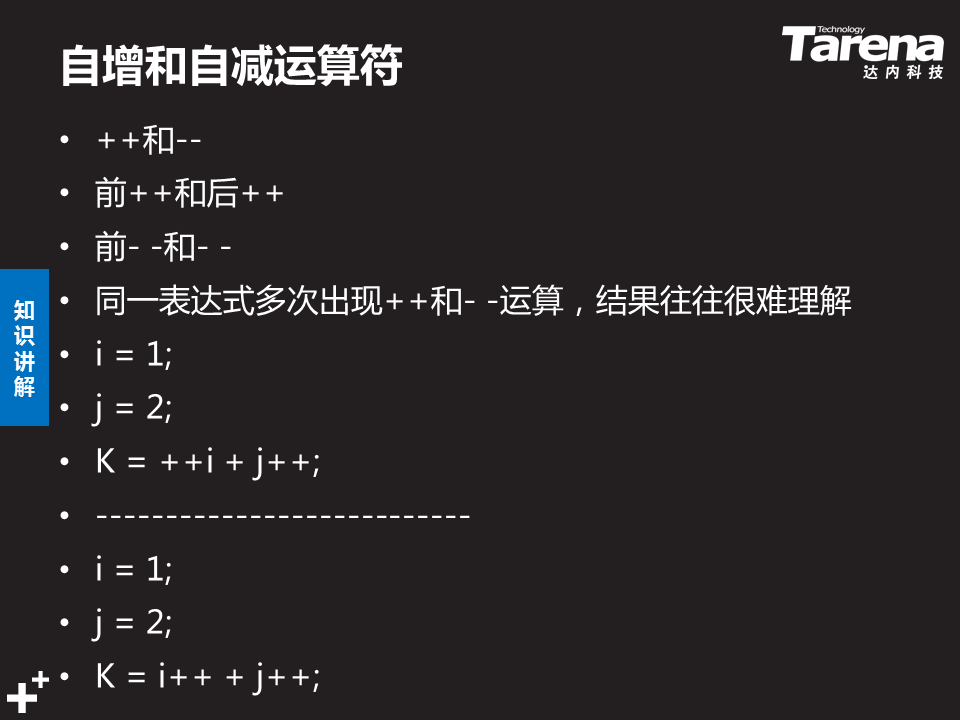 自增和自减运算符
Technology
Tarena
达内科技
• ++和--
• 前++和后++
• 前- -和- -
• 同一表达式多次出现++和- -运算，结果往往很难理解
• i = 1;
• j = 2;
• K = ++i + j++;
• ---------------------------
• i = 1;
• j = 2;
• K = i++ + j++;
知识讲解